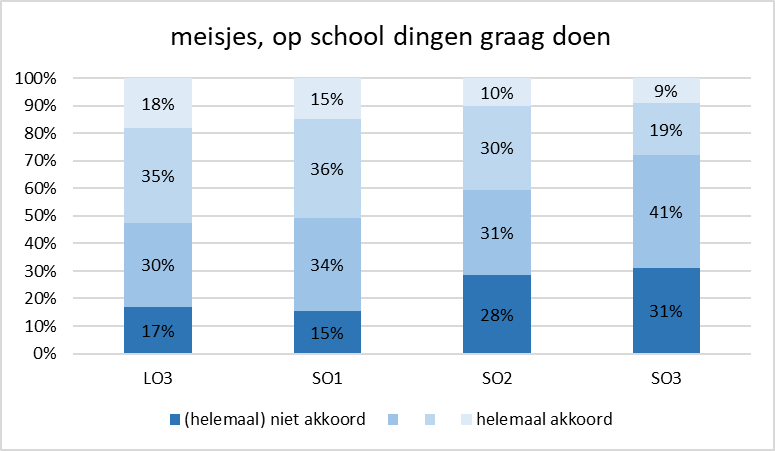 meisjes, op school dingen graag doen
100%
90%
80%
70%
60%
50%
40%
30%
20%
10%
0%
18% 15% 10% 9%
35% 36% 30% 19%
30% 34% 31% 41%
17% 15% 28% 31%
LO3 SO1 SO2 SO3
(helemaal) niet akkoord helemaal akkoord